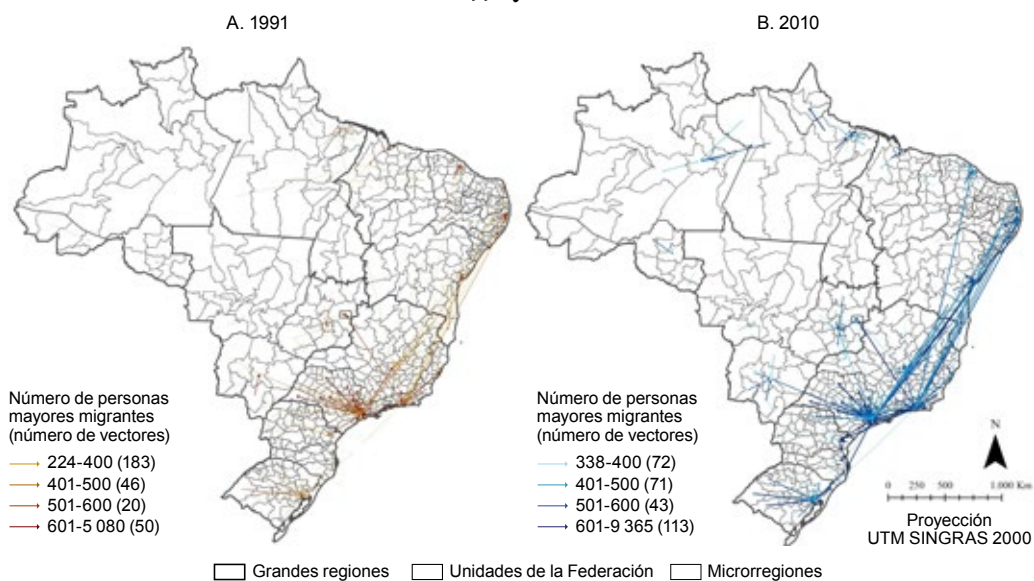 A. 1991
B. 2010
Número de personas
mayores migrantes
(número de vectores)
224-400 (183)
401-500 (46)
501-600 (20)
601-5 080 (50)
Número de personas
mayores migrantes
(número de vectores)
338-400 (72)
401-500 (71)
501-600 (43)
601-9 365 (113)
N
0 250 500 1.000 Km
Proyección
UTM SINGRAS 2000
Grandes regiones Unidades de la Federación Microrregiones